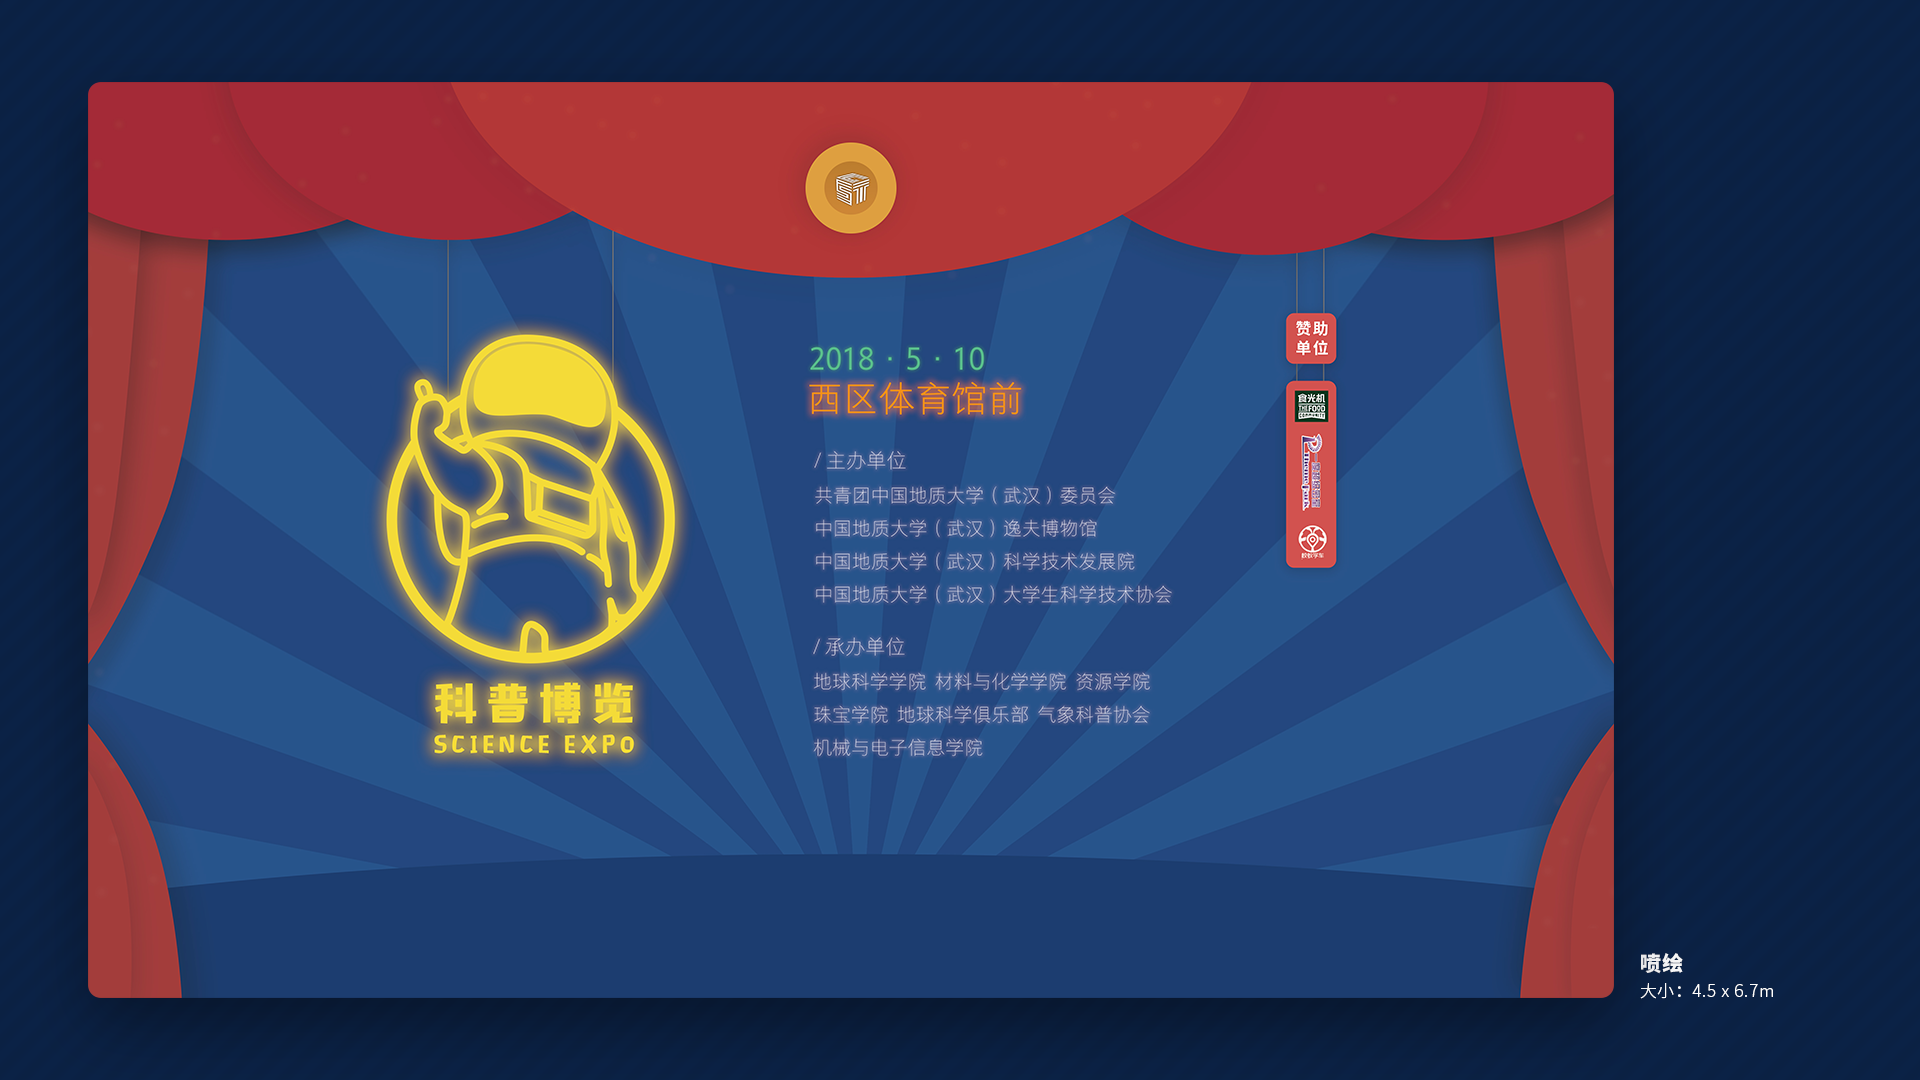 2018 · 5 · 10
西区体育馆前
/ 主办单位
共青团中国地质大学（武汉）委员会
中国地质大学（武汉）逸夫博物馆
中国地质大学（武汉）科学技术发展院
中国地质大学（武汉）大学生科学技术协会
/ 承办单位
地球科学学院 材料与化学学院 资源学院
珠宝学院 地球科学俱乐部 气象科普协会
机械与电子信息学院
科普博览
SCIENCE EXPO
赞助
单位
食光机
THE FOOD
COMMUNITY
喷绘
大小：4.5 x 6.7m